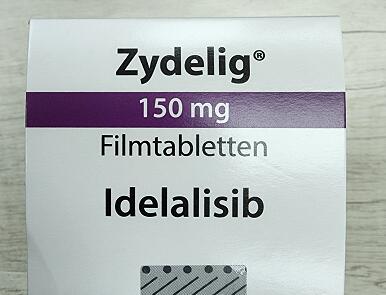 Zydelig®
150 mg
Filmtabletten
Idelalisib